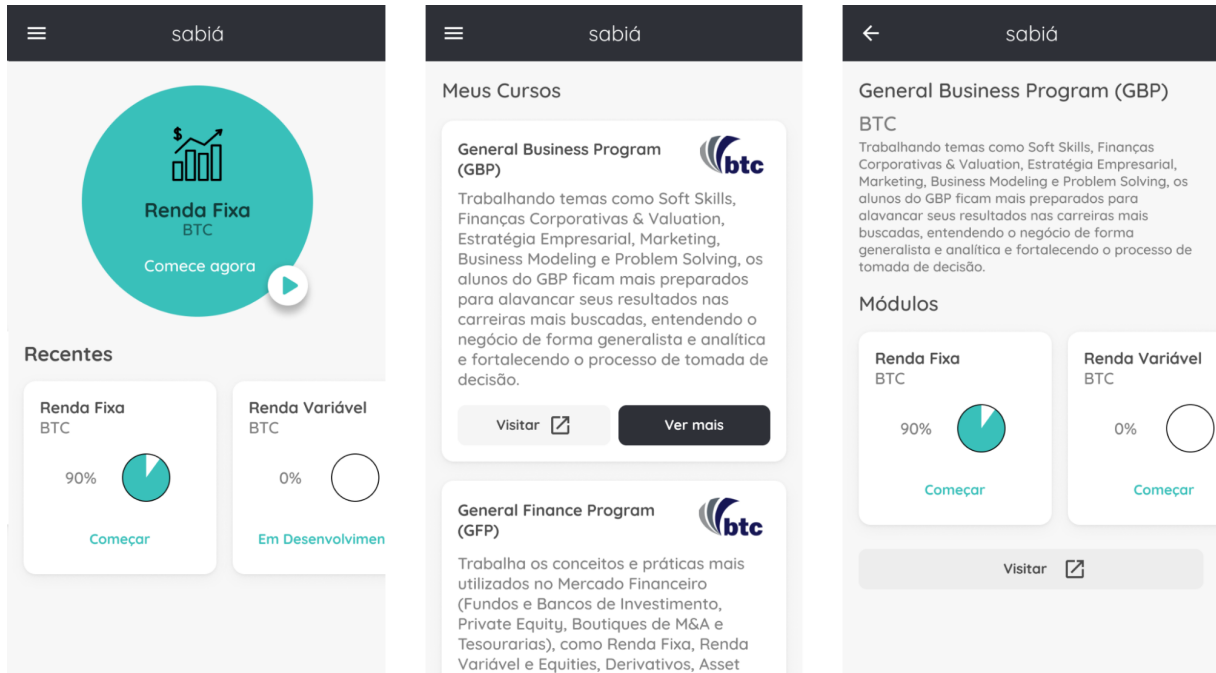 sabiá
$
Renda Fixa
BTC
Comece agora
Recentes
Renda Fixa
BTC
90%
Começar
Renda Variável
BTC
0%
Em Desenvolvimen
sabiá
Meus Cursos
General Business Program
(GBP)
btc
Trabalhando temas como Soft Skills,
Finanças Corporativas & Valuation,
Estratégia Empresarial, Marketing,
Business Modeling e Problem Solving, os
alunos do GBP ficam mais preparados
para alavancar seus resultados nas
carreiras mais buscadas, entendendo o
negócio de forma generalista e analítica
e fortalecendo o processo de tomada de
decisão.
Visitar
Ver mais
General Finance Program
(GFP)
btc
Trabalha os conceitos e práticas mais
utilizados no Mercado Financeiro
(Fundos e Bancos de Investimento,
Private Equity, Boutiques de M&A e
Tesourarias), como Renda Fixa, Renda
Variável e Equities, Derivativos, Asset
sabiá
General Business Program (GBP)
BTC
Trabalhando temas como Soft Skills, Finanças
Corporativas & Valuation, Estratégia Empresarial,
Marketing, Business Modeling e Problem Solving, os
alunos do GBP ficam mais preparados para
alavancar seus resultados nas carreiras mais
buscadas, entendendo o negócio de forma
generalista e analítica e fortalecendo o processo de
tomada de decisão.
Módulos
Renda Fixa
BTC
90%
Começar
Renda Variável
BTC
0%
Começar
Visitar